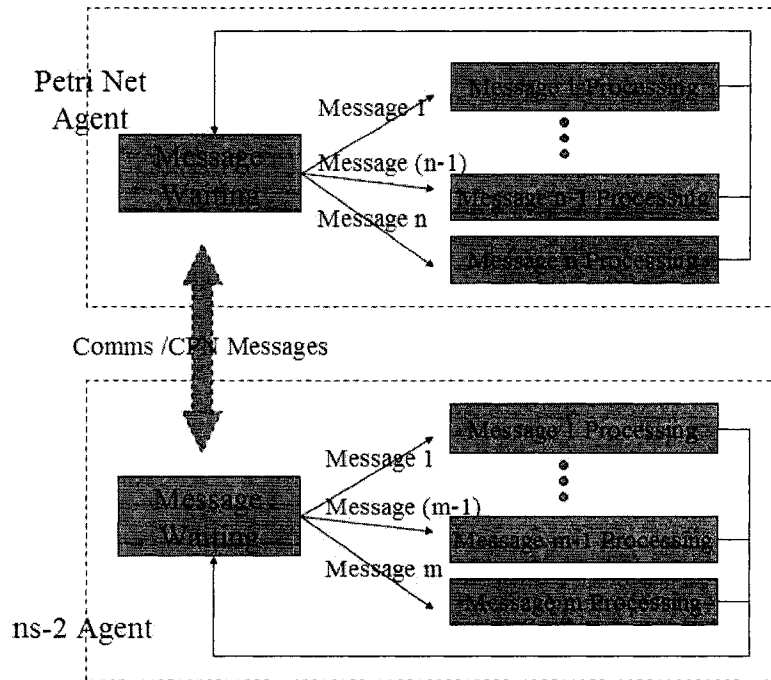 Petri Net
Agent
Message 1
Message 1 Processing
Message
Waiting
Message (n-1)
Message n-1 Processing
Message n
Message n Processing
Comms /CPN Messages
Message 1
Message 1 Processing
Message
Waiting
Message (m-1)
Message m-1 Processing
Message m
Message m Processing
ns-2 Agent